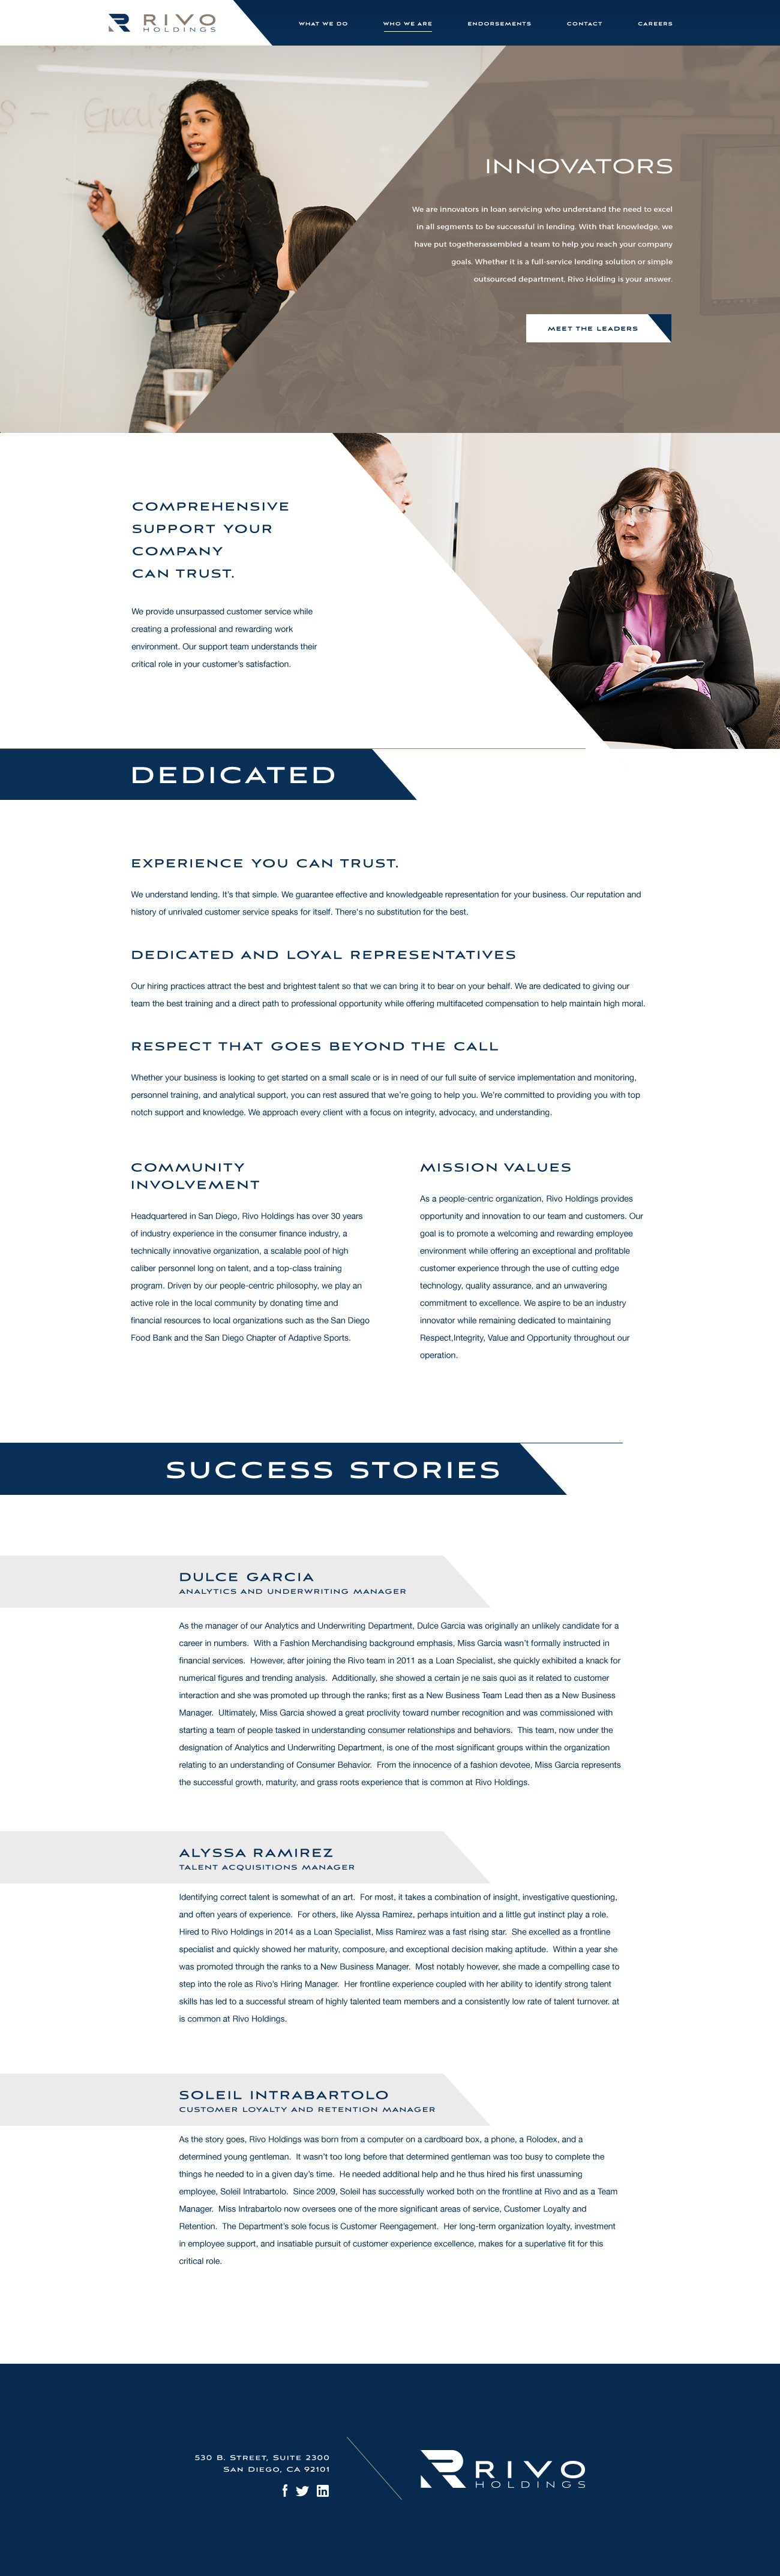 RIVO
HOLDINGS
WHAT WE DO
WHO WE ARE
ENDORSEMENTS
CONTACT
CAREERS
- Goals
INNOVATORS
We are innovators in loan servicing who understand the need to excel
in all segments to be successful in lending. With that knowledge, we
have put togetherassembled a team to help you reach your company
goals. Whether it is a full-service lending solution or simple
outsourced department, Rivo Holding is your answer.
MEET THE LEADERS
COMPREHENSIVE
SUPPORT YOUR
COMPANY
CAN TRUST.
We provide unsurpassed customer service while
creating a professional and rewarding work
environment. Our support team understands their
critical role in your customer's satisfaction.
DEDICATED
EXPERIENCE YOU CAN TRUST.
We understand lending. It's that simple. We guarantee effective and knowledgeable representation for your business. Our reputation and
history of unrivaled customer service speaks for itself. There's no substitution for the best.
DEDICATED AND LOYAL REPRESENTATIVES
Our hiring practices attract the best and brightest talent so that we can bring it to bear on your behalf. We are dedicated to giving our
team the best training and a direct path to professional opportunity while offering multifaceted compensation to help maintain high moral.
RESPECT THAT GOES BEYOND THE CALL
Whether your business is looking to get started on a small scale or is in need of our full suite of service implementation and monitoring,
personnel training, and analytical support, you can rest assured that we're going to help you. We're committed to providing you with top
notch support and knowledge. We approach every client with a focus on integrity, advocacy, and understanding.
COMMUNITY
INVOLVEMENT
Headquartered in San Diego, Rivo Holdings has over 30 years
of industry experience in the consumer finance industry, a
technically innovative organization, a scalable pool of high
caliber personnel long on talent, and a top-class training
program. Driven by our people-centric philosophy, we play an
active role in the local community by donating time and
financial resources to local organizations such as the San Diego
Food Bank and the San Diego Chapter of Adaptive Sports.
MISSION VALUES
As a people-centric organization, Rivo Holdings provides
opportunity and innovation to our team and customers. Our
goal is to promote a welcoming and rewarding employee
environment while offering an exceptional and profitable
customer experience through the use of cutting edge
technology, quality assurance, and an unwavering
commitment to excellence. We aspire to be an industry
innovator while remaining dedicated to maintaining
Respect,Integrity, Value and Opportunity throughout our
operation.
SUCCESS STORIES
DULCE GARCIA
ANALYTICS AND UNDERWRITING MANAGER
As the manager of our Analytics and Underwriting Department, Dulce Garcia was originally an unlikely candidate for a
career in numbers. With a Fashion Merchandising background emphasis, Miss Garcia wasn't formally instructed in
financial services. However, after joining the Rivo team in 2011 as a Loan Specialist, she quickly exhibited a knack for
numerical figures and trending analysis. Additionally, she showed a certain je ne sais quoi as it related to customer
interaction and she was promoted up through the ranks; first as a New Business Team Lead then as a New Business
Manager. Ultimately, Miss Garcia showed a great proclivity toward number recognition and was commissioned with
starting a team of people tasked in understanding consumer relationships and behaviors. This team, now under the
designation of Analytics and Underwriting Department, is one of the most significant groups within the organization
relating to an understanding of Consumer Behavior. From the innocence of a fashion devotee, Miss Garcia represents
the successful growth, maturity, and grass roots experience that is common at Rivo Holdings.
ALYSSA RAMIREZ
TALENT ACQUISITIONS MANAGER
Identifying correct talent is somewhat of an art. For most, it takes a combination of insight, investigative questioning,
and often years of experience. For others, like Alyssa Ramirez, perhaps intuition and a little gut instinct play a role.
Hired to Rivo Holdings in 2014 as a Loan Specialist, Miss Ramirez was a fast rising star. She excelled as a frontline
specialist and quickly showed her maturity, composure, and exceptional decision making aptitude. Within a year she
was promoted through the ranks to a New Business Manager. Most notably however, she made a compelling case to
step into the role as Rivo's Hiring Manager. Her frontline experience coupled with her ability to identify strong talent
skills has led to a successful stream of highly talented team members and a consistently low rate of talent turnover. at
is common at Rivo Holdings.
SOLEIL INTRABARTOLO
CUSTOMER LOYALTY AND RETENTION MANAGER
As the story goes, Rivo Holdings was born from a computer on a cardboard box, a phone, a Rolodex, and a
determined young gentleman. It wasn't too long before that determined gentleman was too busy to complete the
things he needed to in a given day's time. He needed additional help and he thus hired his first unassuming
employee, Soleil Intrabartolo. Since 2009, Soleil has successfully worked both on the frontline at Rivo and as a Team
Manager. Miss Intrabartolo now oversees one of the more significant areas of service, Customer Loyalty and
Retention. The Department's sole focus is Customer Reengagement. Her long-term organization loyalty, investment
in employee support, and insatiable pursuit of customer experience excellence, makes for a superlative fit for this
critical role.
530 B. STREET, SUITE 2300
SAN DIEGO, CA 92101
RIVO
HOLDINGS